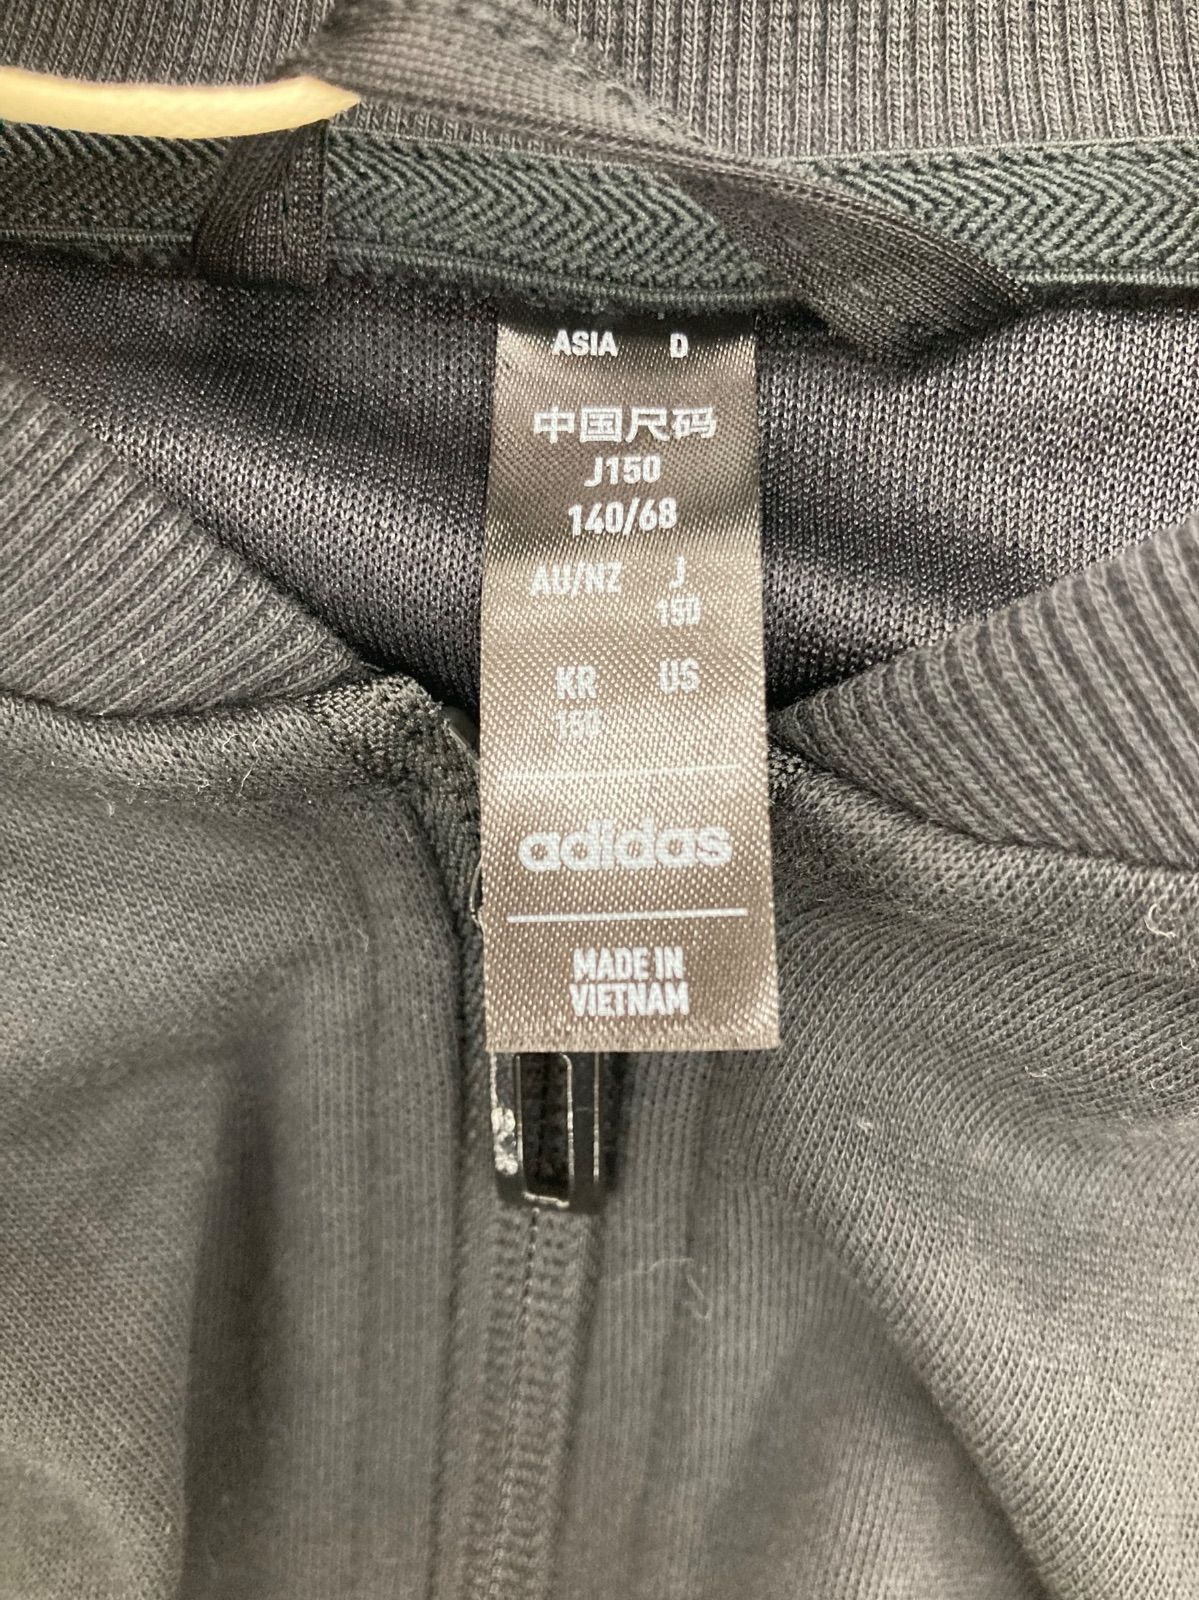 ASIA D
中国尺码
J150
140/68
AU/NZ J
150
KR US
150
adidas
MADE IN
VIETNAM